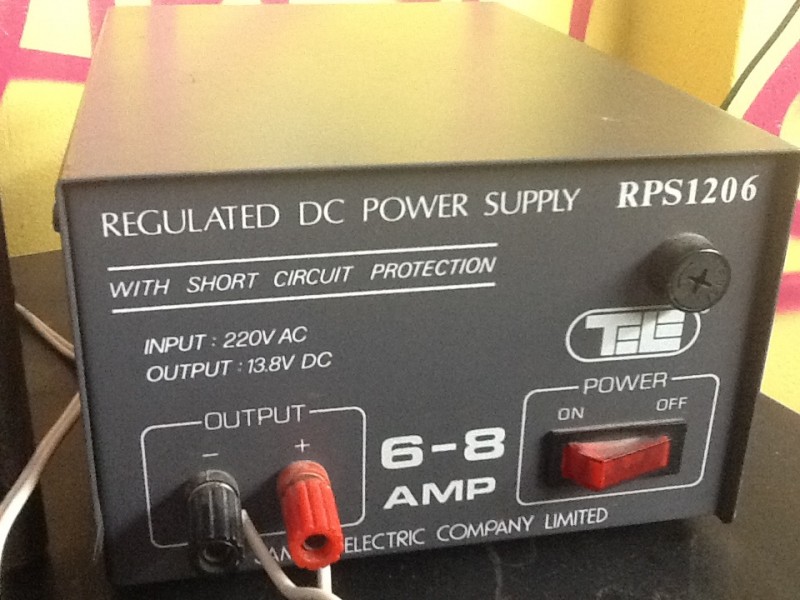 REGULATED DC POWER SUPPLY RPS1206
WITH SHORT CIRCUIT PROTECTION
INPUT : 220V AC
OUTPUT : 13.8V DC
TELE
POWER
ON OFF
OUTPUT
- +
6-8
AMP
ELECTRIC COMPANY LIMITED